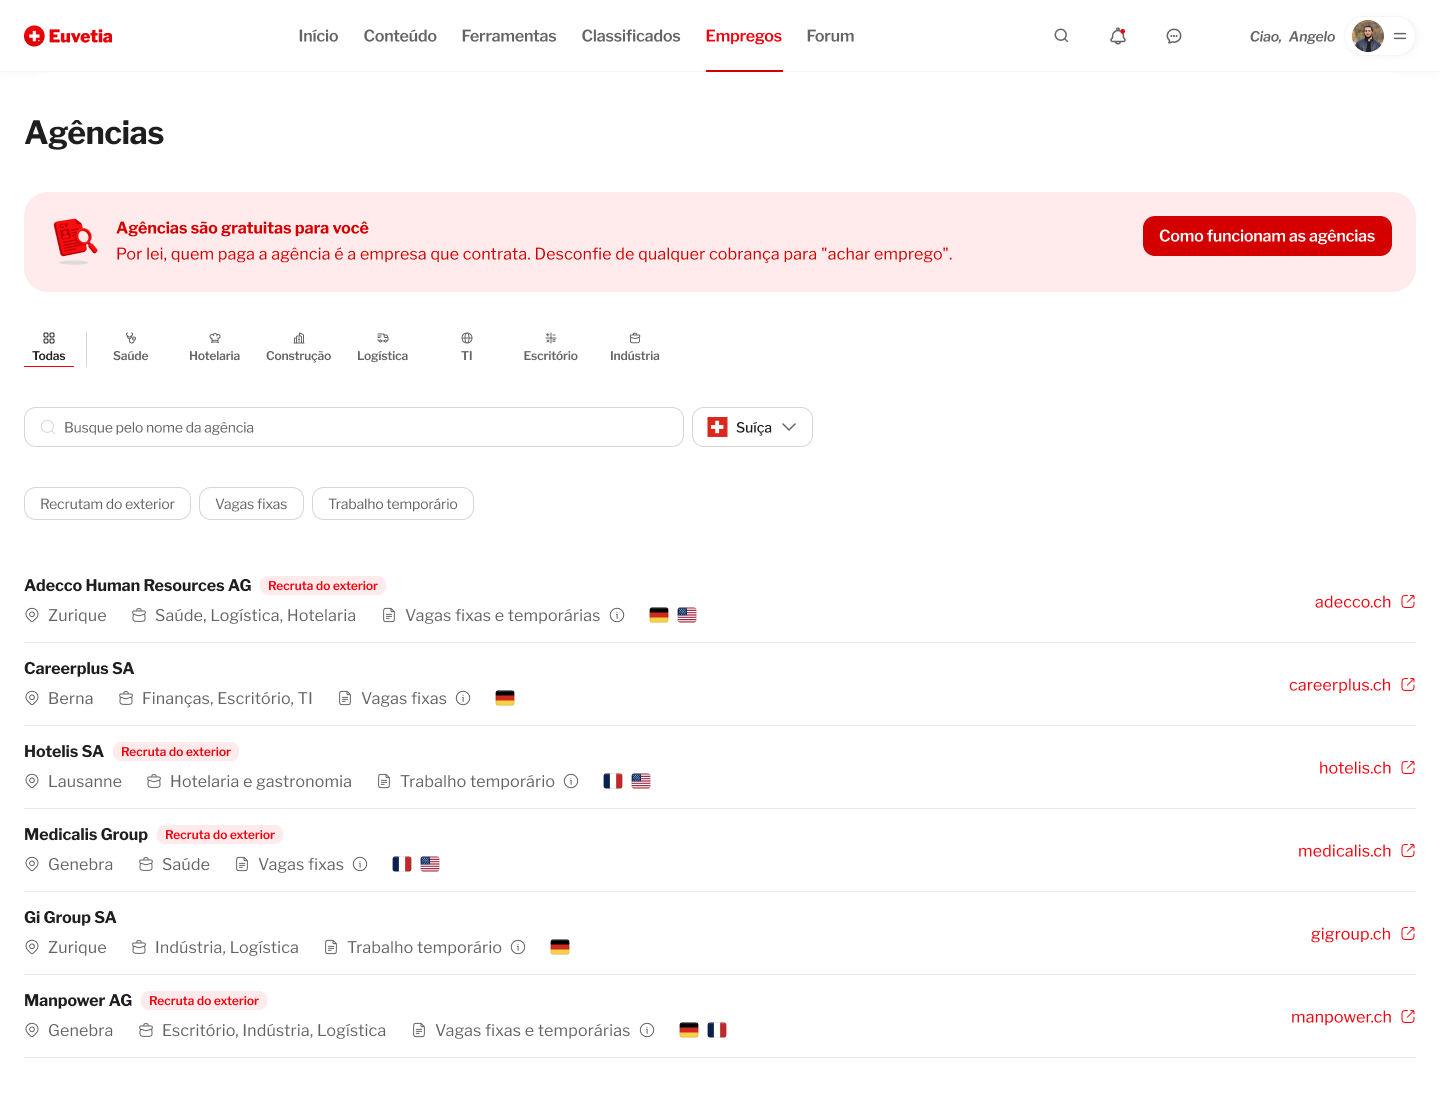 Euvetia
Início Conteúdo Ferramentas Classificados Empregos Forum
Ciao, Angelo
Agências
Agências são gratuitas para você
Por lei, quem paga a agência é a empresa que contrata. Desconfie de qualquer cobrança para "achar emprego".
Como funcionam as agências
Todas Saúde Hotelaria Construção Logística TI Escritório Indústria
Busque pelo nome da agência
Suíça
Recrutam do exterior Vagas fixas Trabalho temporário
Adecco Human Resources AG Recruta do exterior
Zurique Saúde, Logística, Hotelaria Vagas fixas e temporárias
adecco.ch
Careerplus SA
Berna Finanças, Escritório, TI Vagas fixas
careerplus.ch
Hotelis SA Recruta do exterior
Lausanne Hotelaria e gastronomia Trabalho temporário
hotelis.ch
Medicalis Group Recruta do exterior
Genebra Saúde Vagas fixas
medicalis.ch
Gi Group SA
Zurique Indústria, Logística Trabalho temporário
gigroup.ch
Manpower AG Recruta do exterior
Genebra Escritório, Indústria, Logística Vagas fixas e temporárias
manpower.ch